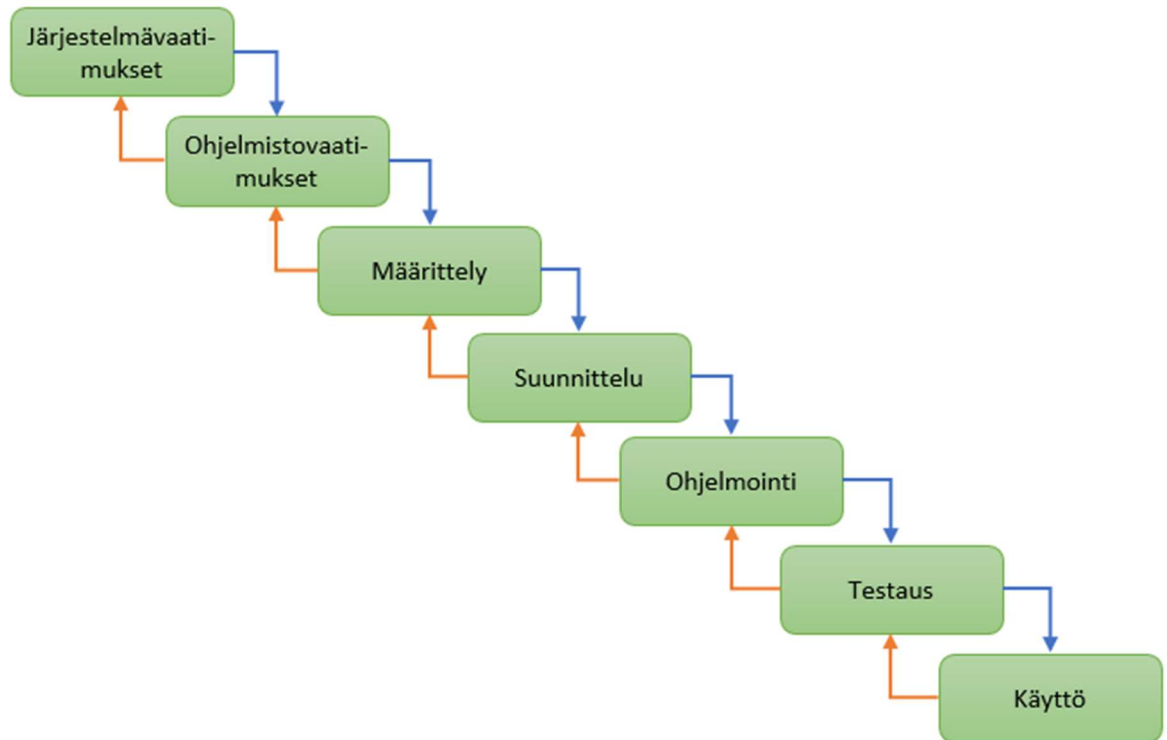 Järjestelmävaati-
mukset
Ohjelmistovaati-
mukset
Määrittely
Suunnittelu
Ohjelmointi
Testaus
Käyttö